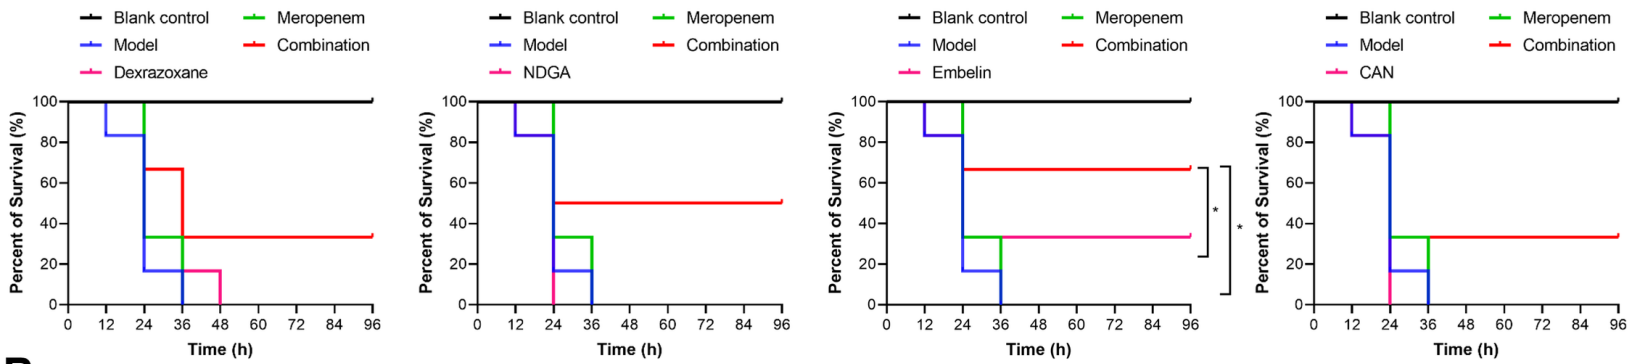 Blank control Meropenem
Model Combination
Dexrazoxane
Percent of Survival (%)
100
80
60
40
20
0
0 12 24 36 48 60 72 84 96
Time (h)
Blank control Meropenem
Model Combination
NDGA
Percent of Survival (%)
100
80
60
40
20
0
0 12 24 36 48 60 72 84 96
Time (h)
Blank control Meropenem
Model Combination
Embelin
Percent of Survival (%)
100
80
60
40
20
0
0 12 24 36 48 60 72 84 96
Time (h)
*
*
Blank control Meropenem
Model Combination
CAN
Percent of Survival (%)
100
80
60
40
20
0
0 12 24 36 48 60 72 84 96
Time (h)